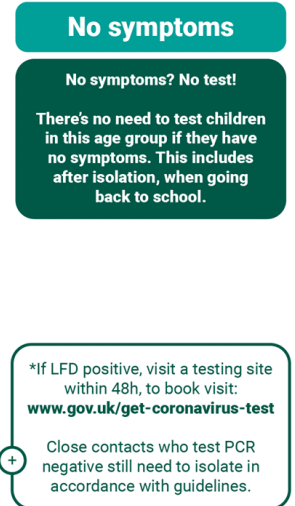 No symptoms
No symptoms? No test!
There's no need to test children
in this age group if they have
no symptoms. This includes
after isolation, when going
back to school.
*If LFD positive, visit a testing site
within 48h, to book visit:
www.gov.uk/get-coronavirus-test
Close contacts who test PCR
+ negative still need to isolate in
accordance with guidelines.